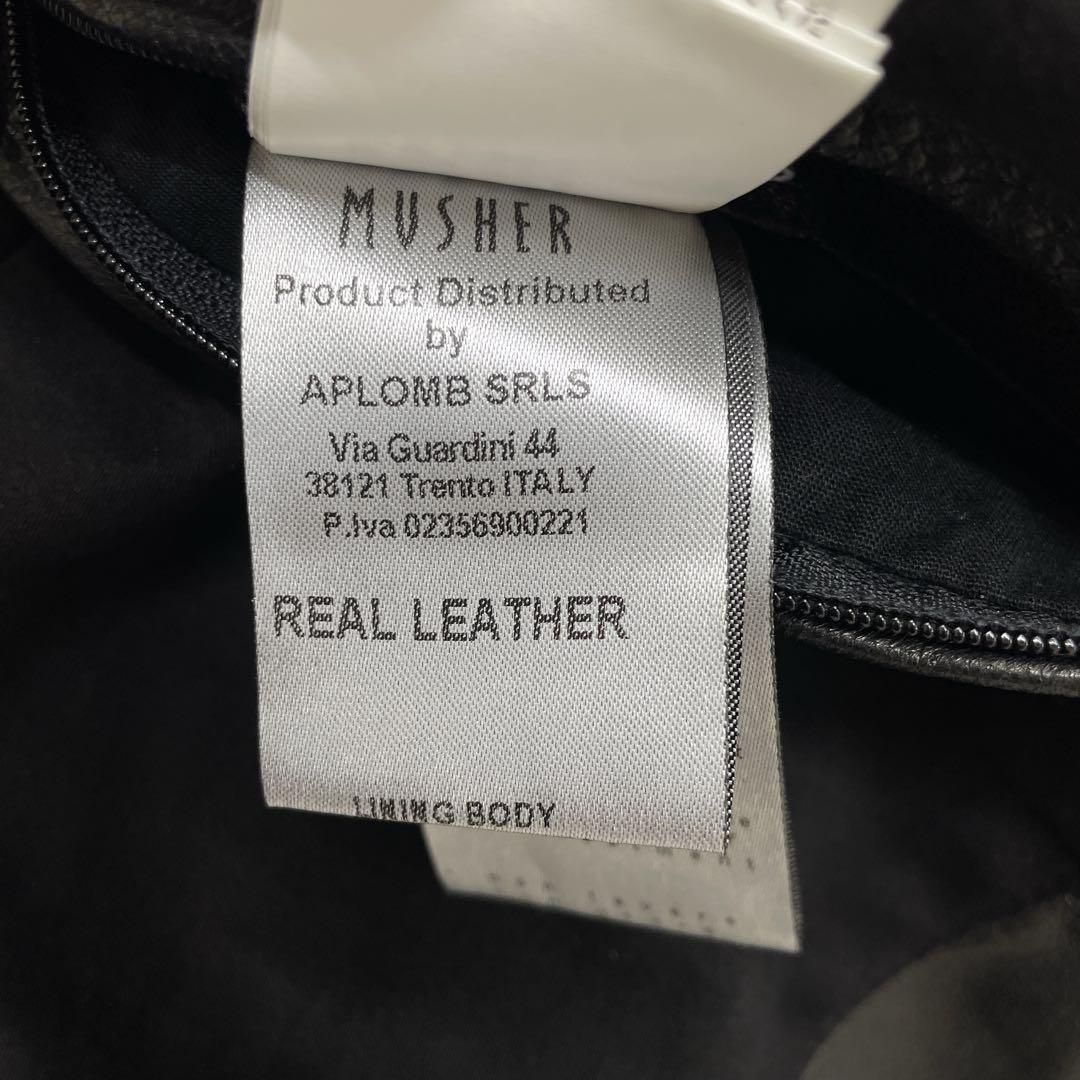 MUSHER
Product Distributed
by
APLOMB SRLS
Via Guardini 44
38121 Trento ITALY
P.Iva 02356900221
REAL LEATHER
LINING BODY